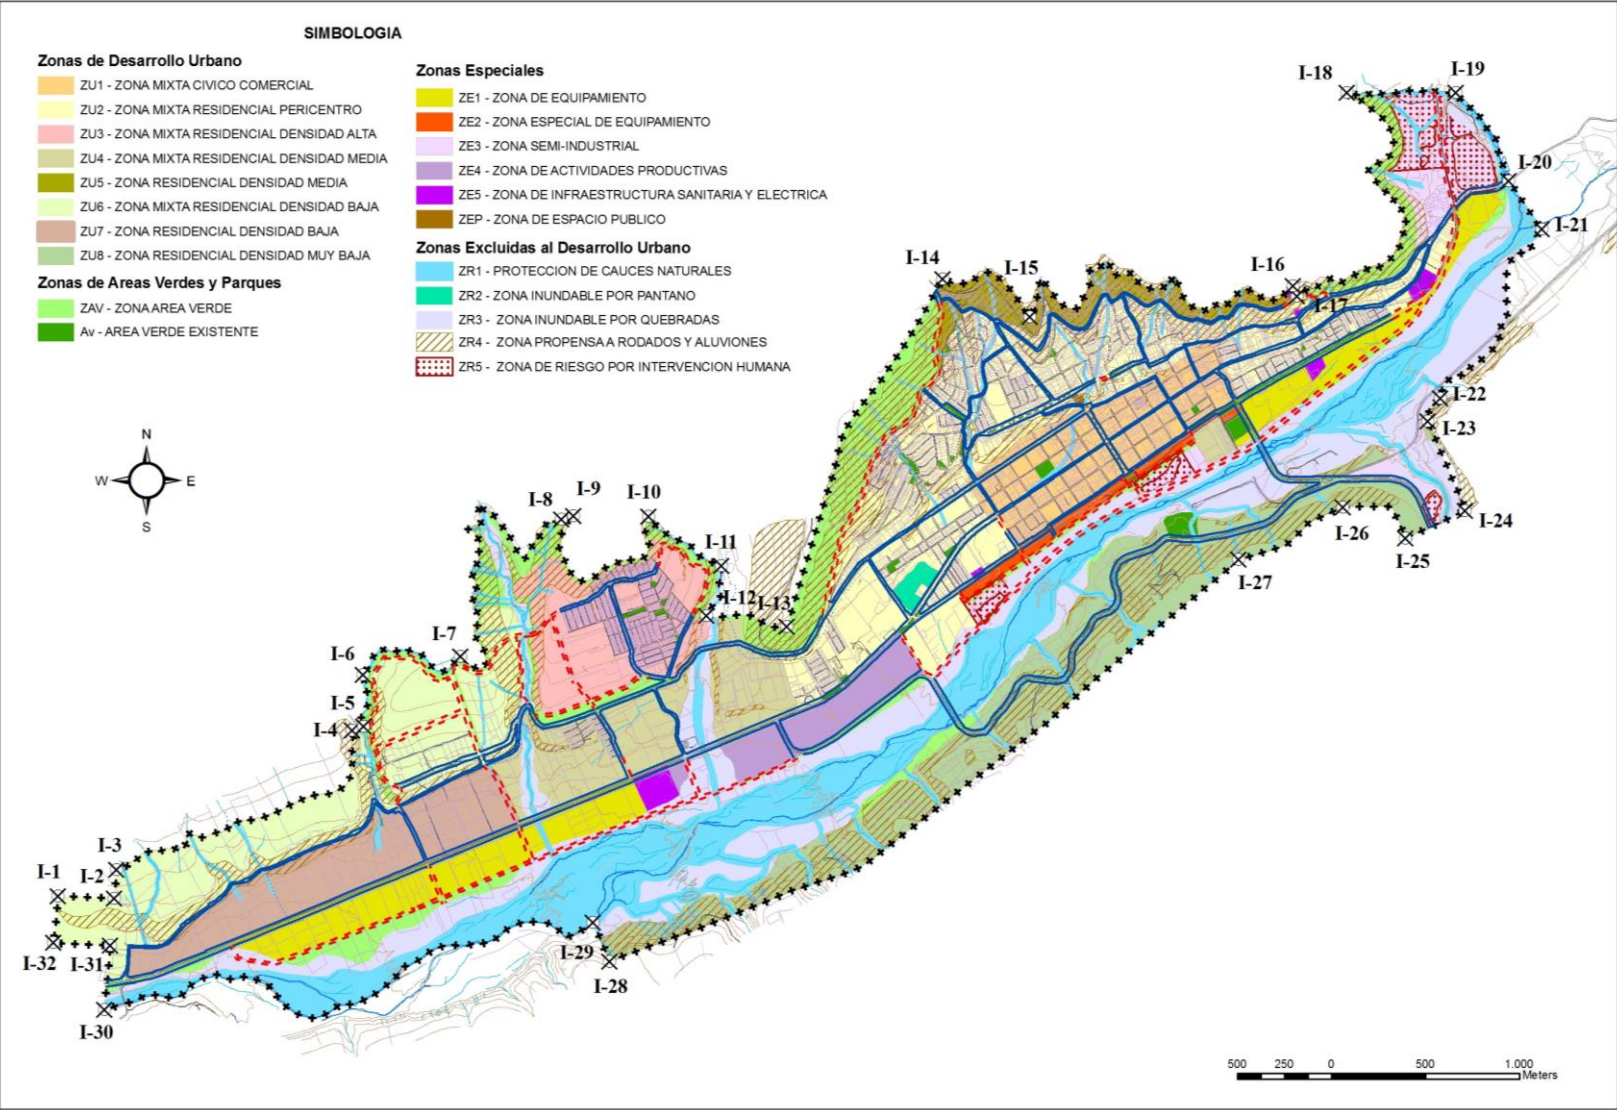 SIMBOLOGIA
Zonas de Desarrollo Urbano
ZU1 - ZONA MIXTA CIVICO COMERCIAL
ZU2 - ZONA MIXTA RESIDENCIAL PERICENTRO
ZU3 - ZONA MIXTA RESIDENCIAL DENSIDAD ALTA
ZU4 - ZONA MIXTA RESIDENCIAL DENSIDAD MEDIA
ZU5 - ZONA RESIDENCIAL DENSIDAD MEDIA
ZU6 - ZONA MIXTA RESIDENCIAL DENSIDAD BAJA
ZU7 - ZONA RESIDENCIAL DENSIDAD BAJA
ZU8 - ZONA RESIDENCIAL DENSIDAD MUY BAJA
Zonas de Areas Verdes y Parques
ZAV - ZONA AREA VERDE
Av - AREA VERDE EXISTENTE
Zonas Especiales
ZE1 - ZONA DE EQUIPAMIENTO
ZE2 - ZONA ESPECIAL DE EQUIPAMIENTO
ZE3 - ZONA SEMI-INDUSTRIAL
ZE4 - ZONA DE ACTIVIDADES PRODUCTIVAS
ZE5 - ZONA DE INFRAESTRUCTURA SANITARIA Y ELECTRICA
ZEP - ZONA DE ESPACIO PUBLICO
Zonas Excluidas al Desarrollo Urbano
ZR1 - PROTECCION DE CAUCES NATURALES
ZR2 - ZONA INUNDABLE POR PANTANO
ZR3 - ZONA INUNDABLE POR QUEBRADAS
ZR4 - ZONA PROPENSA A RODADOS Y ALUVIONES
ZR5 - ZONA DE RIESGO POR INTERVENCION HUMANA
N
W E
S
I-18
I-19
I-20
I-21
I-14
I-15
I-16
I-17
I-22
I-23
I-24
I-25
I-26
I-27
I-8
I-9
I-10
I-11
I-12
I-13
I-7
I-6
I-5
I-4
I-3
I-2
I-1
I-32
I-31
I-30
I-29
I-28
500 250 0 500 1.000
Meters